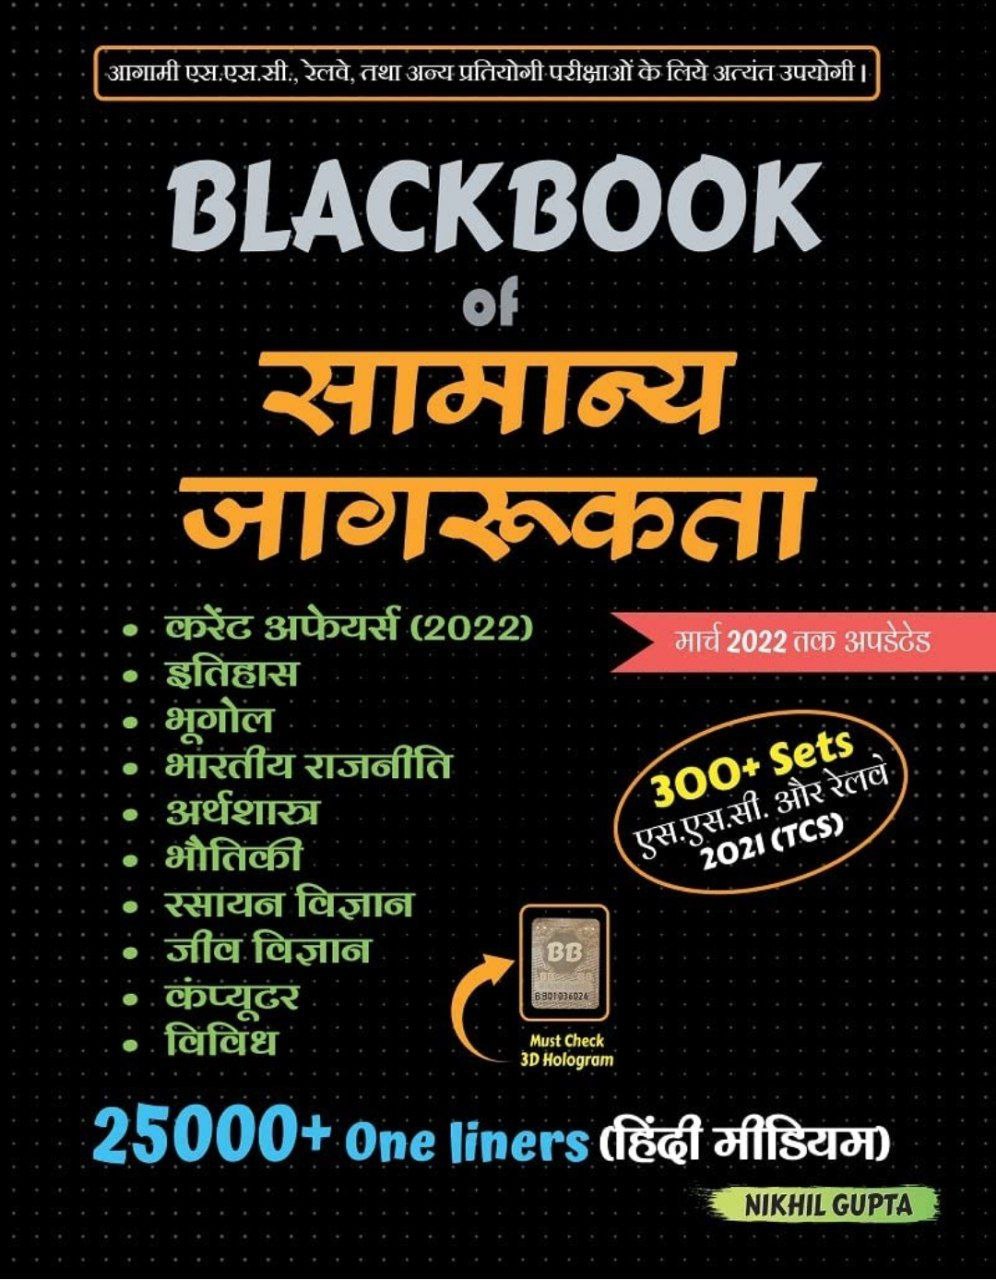 आगामी एस.एस.सी., रेलवे, तथा अन्य प्रतियोगी परीक्षाओं के लिये अत्यंत उपयोगी।
BLACKBOOK
of
सामान्य
जागरूकता
• करेंट अफेयर्स (2022)
• इतिहास
• भूगोल
• भारतीय राजनीति
• अर्थशास्त्र
• भौतिकी
• रसायन विज्ञान
• जीव विज्ञान
• कंप्यूटर
• विविध
मार्च 2022 तक अपडेटेड
300+ Sets
एस.एस.सी. और रेलवे
2021 (TCS)
BB
BB01036024
Must Check
3D Hologram
25000+ One liners (हिंदी मीडियम)
NIKHIL GUPTA